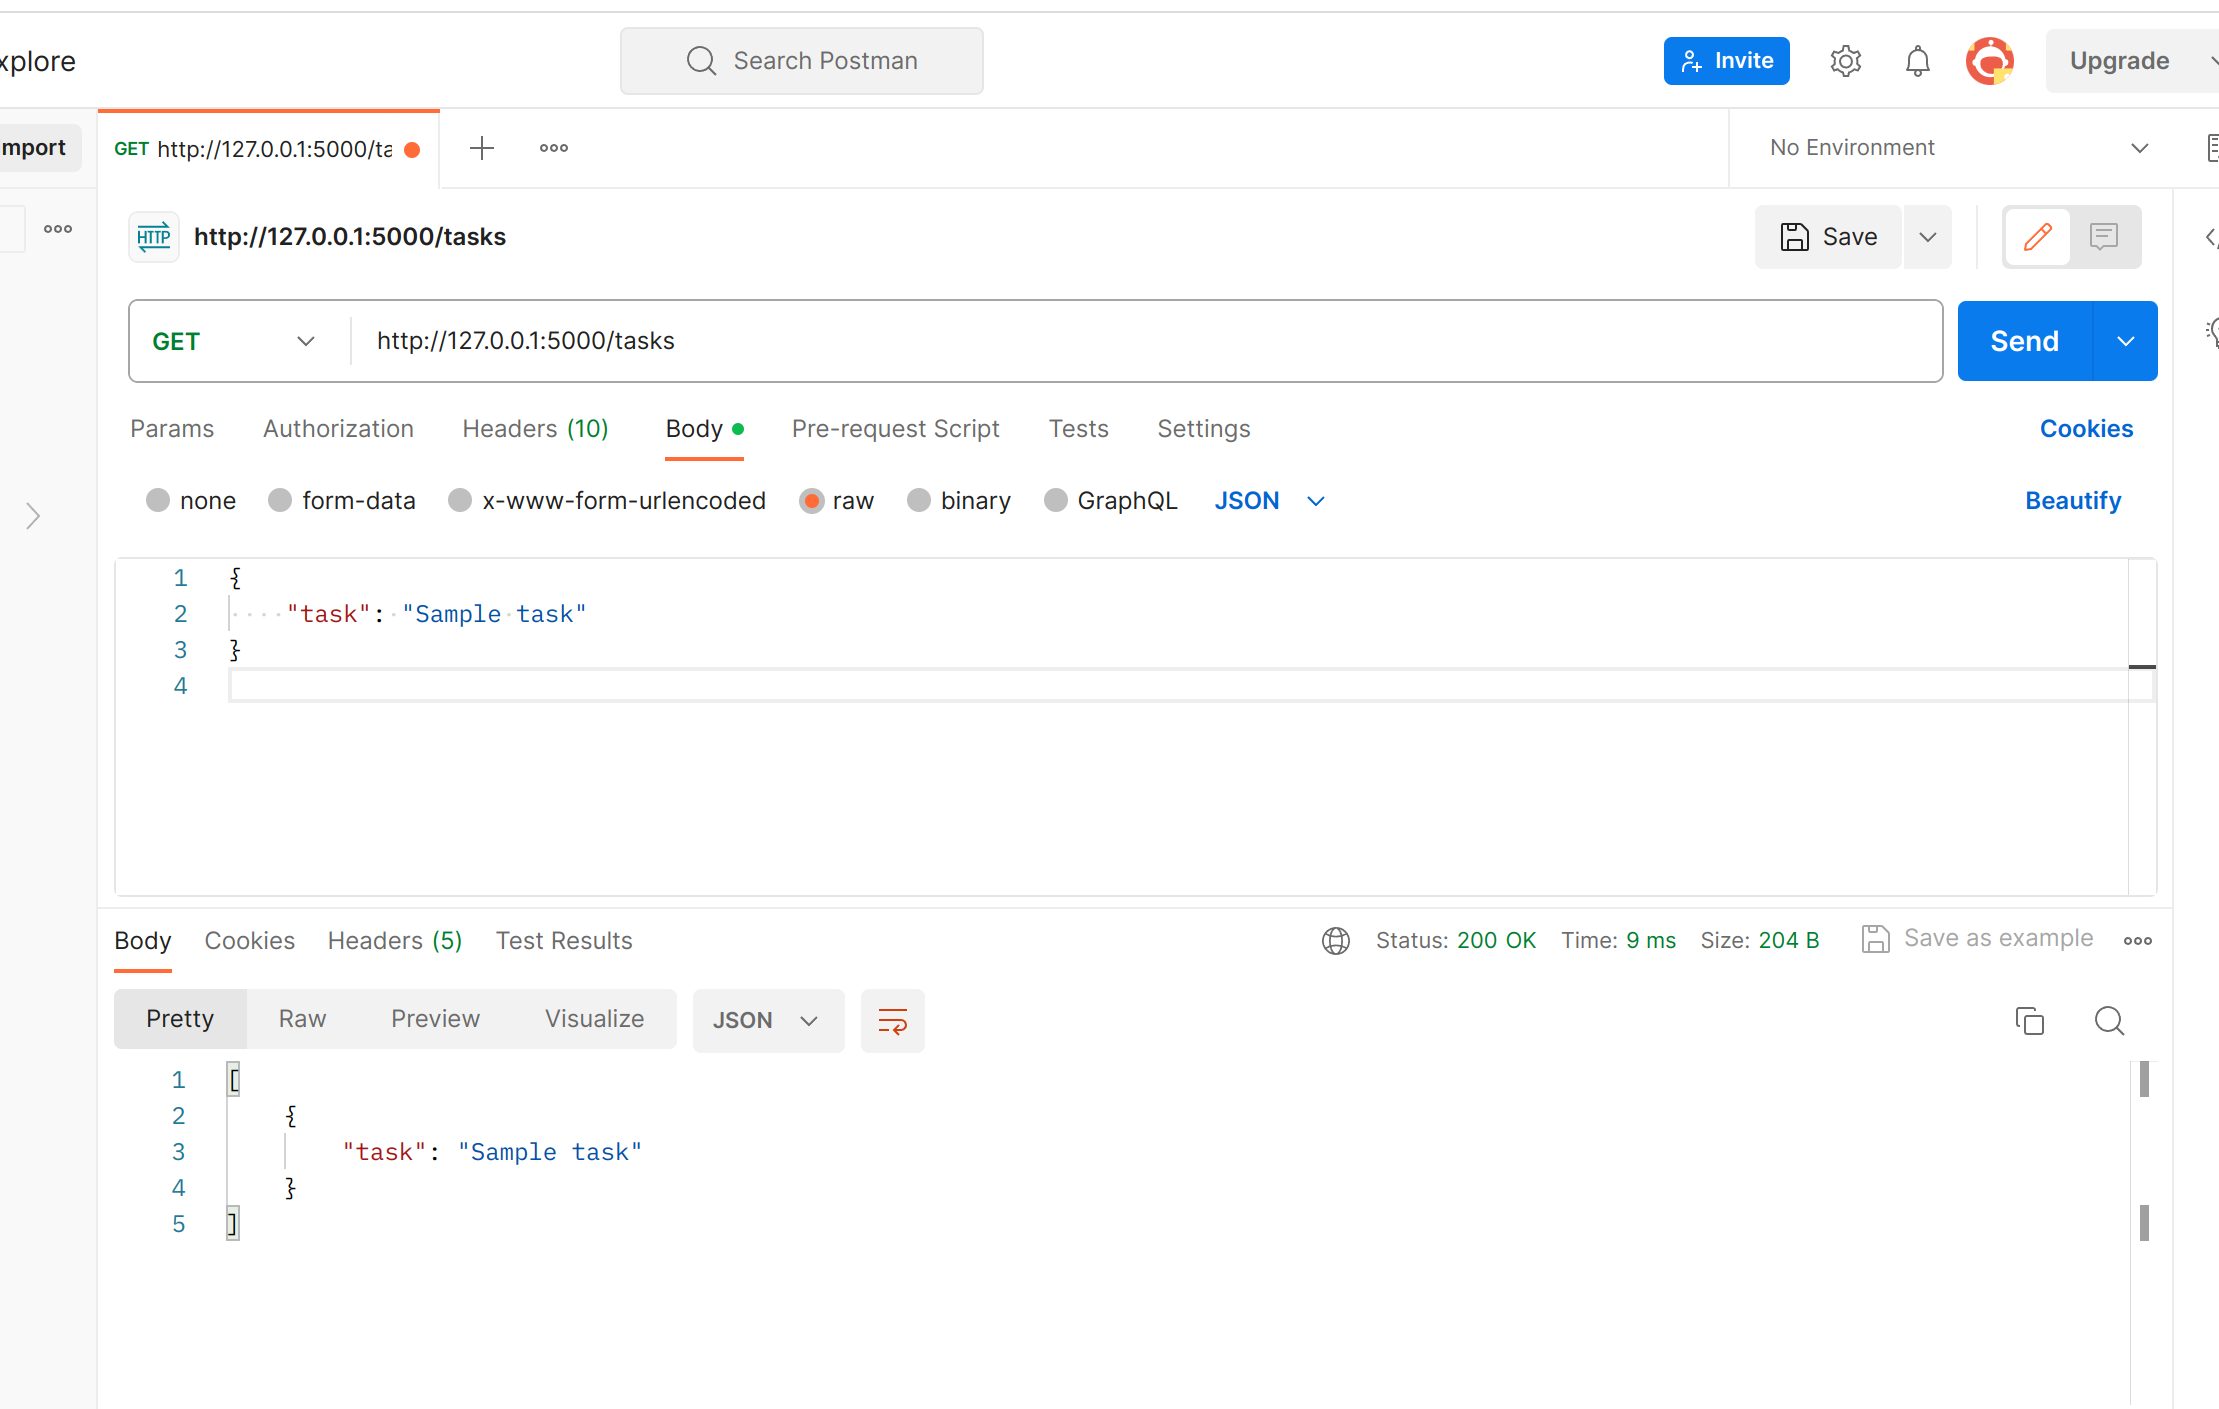 xplore
Search Postman
Invite
Upgrade
mport
GET http://127.0.0.1:5000/ta
No Environment
HTTP
http://127.0.0.1:5000/tasks
Save
GET
http://127.0.0.1:5000/tasks
Send
Params
Authorization
Headers (10)
Body
Pre-request Script
Tests
Settings
Cookies
none
form-data
x-www-form-urlencoded
raw
binary
GraphQL
JSON
Beautify
1 {
2 "task": "Sample task"
3 }
4
Body
Cookies
Headers (5)
Test Results
Status: 200 OK
Time: 9 ms
Size: 204 B
Save as example
Pretty
Raw
Preview
Visualize
JSON
1 [
2 {
3 "task": "Sample task"
4 }
5 ]